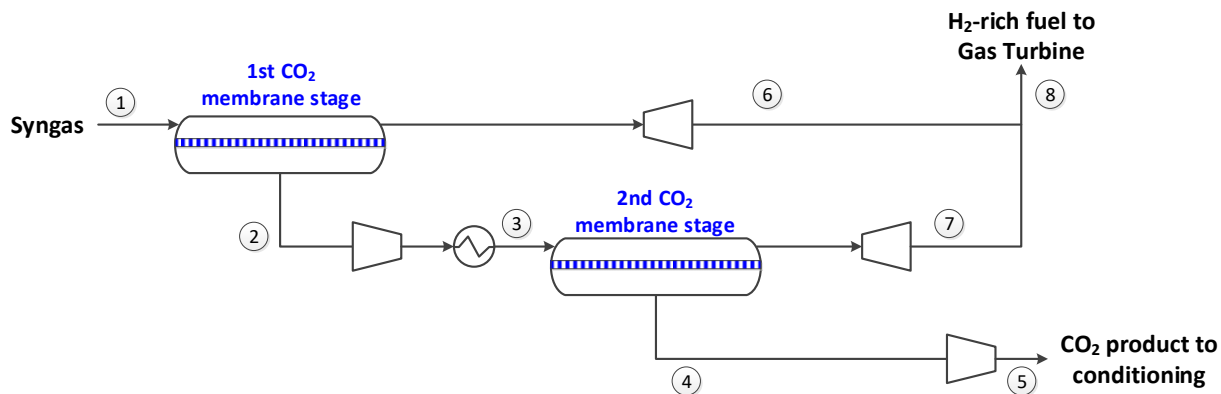 H₂-rich fuel to
Gas Turbine
1st CO₂
membrane stage
1
6
8
Syngas
2nd CO₂
membrane stage
2
3
7
CO₂ product to
conditioning
4
5